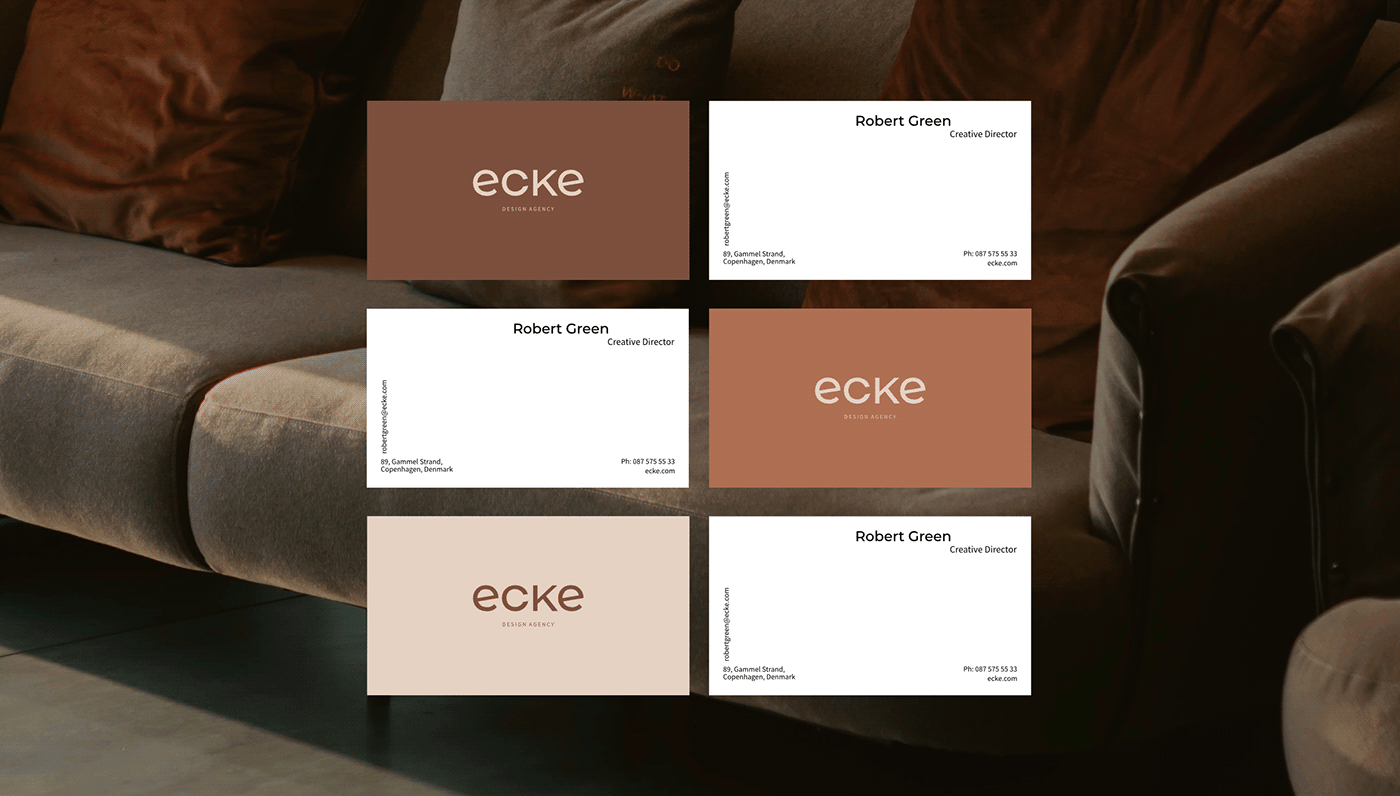 DO
ecke
DESIGN AGENCY
Robert Green
Creative Director
robertgreen@ecke.com
89, Gammel Strand,
Copenhagen, Denmark
Ph: 087 575 55 33
ecke.com
Robert Green
Creative Director
robertgreen@ecke.com
89, Gammel Strand,
Copenhagen, Denmark
Ph: 087 575 55 33
ecke.com
ecke
DESIGN AGENCY
ecke
DESIGN AGENCY
Robert Green
Creative Director
robertgreen@ecke.com
89, Gammel Strand,
Copenhagen, Denmark
Ph: 087 575 55 33
ecke.com